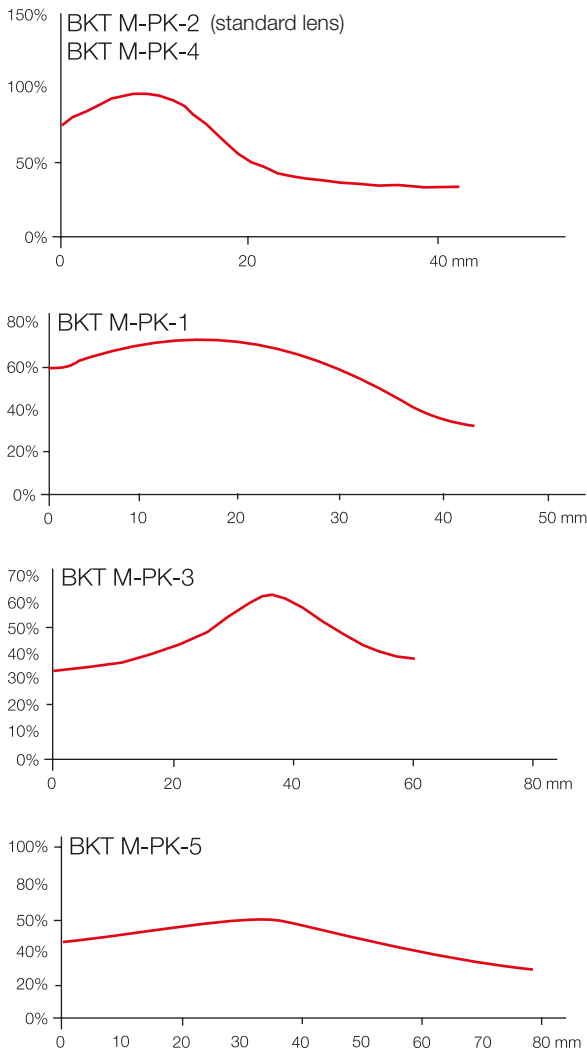 150%
BKT M-PK-2 (standard lens)
BKT M-PK-4
100%
50%
0%
0 20 40 mm
80%
BKT M-PK-1
60%
40%
20%
0%
0 10 20 30 40 50 mm
70%
BKT M-PK-3
60%
50%
40%
30%
20%
10%
0%
0 20 40 60 80 mm
100%
BKT M-PK-5
80%
50%
40%
20%
0%
0 10 20 30 40 50 60 70 80 mm